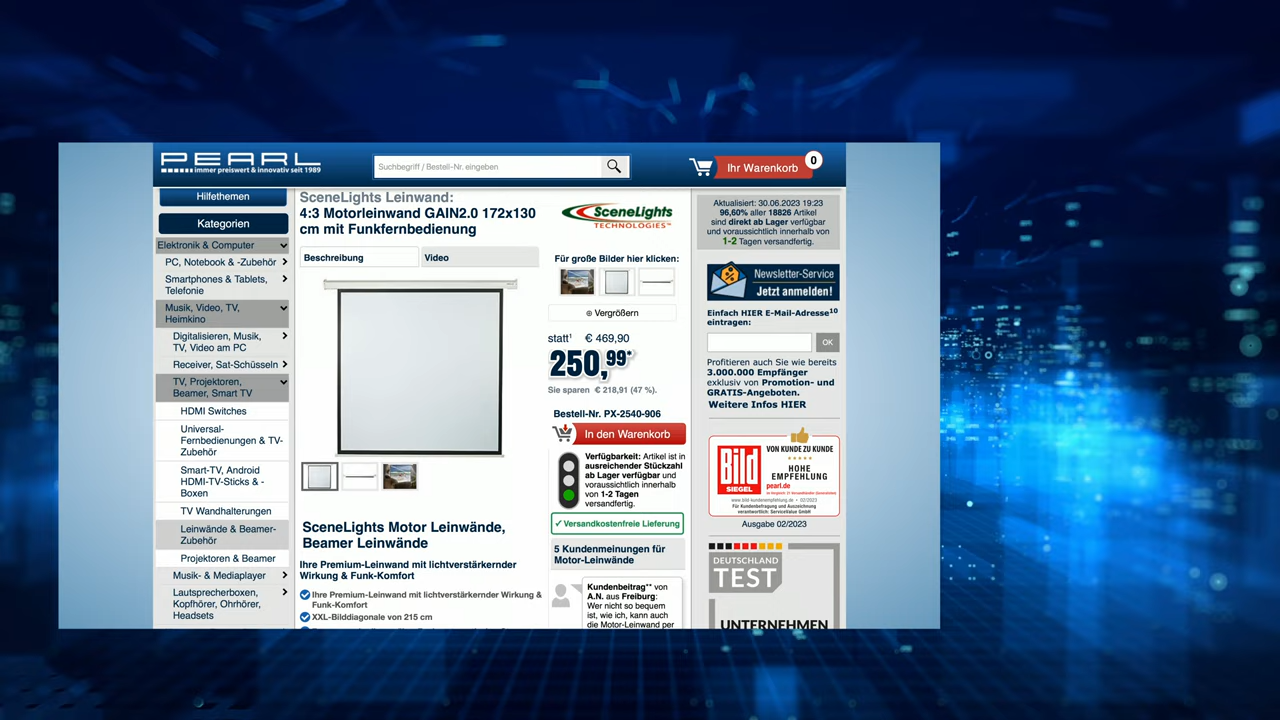 PEARL
immer preiswert & innovativ seit 1989
Suchbegriff / Bestell-Nr. eingeben
Ihr Warenkorb
0
Hilfethemen
Kategorien
Elektronik & Computer
PC, Notebook & -Zubehör
Smartphones & Tablets,
Telefonie
Musik, Video, TV,
Heimkino
Digitalisieren, Musik,
TV, Video am PC
Receiver, Sat-Schüsseln
TV, Projektoren,
Beamer, Smart TV
HDMI Switches
Universal-
Fernbedienungen & TV-
Zubehör
Smart-TV, Android
HDMI-TV-Sticks & -
Boxen
TV Wandhalterungen
Leinwände & Beamer-
Zubehör
Projektoren & Beamer
Musik- & Mediaplayer
Lautsprecherboxen,
Kopfhörer, Ohrhörer,
Headsets
SceneLights Leinwand:
4:3 Motorleinwand GAIN2.0 172x130
cm mit Funkfernbedienung
Beschreibung
Video
SceneLights Motor Leinwände,
Beamer Leinwände
Ihre Premium-Leinwand mit lichtverstärkernder
Wirkung & Funk-Komfort
Ihre Premium-Leinwand mit lichtverstärkernder Wirkung &
Funk-Komfort
XXL-Bilddiagonale von 215 cm
SceneLights
TECHNOLOGIES™
Für große Bilder hier klicken:
Vergrößern
statt¹ € 469,90
250,99*
Sie sparen € 218,91 (47 %).
Bestell-Nr. PX-2540-906
In den Warenkorb
Verfügbarkeit: Artikel ist in
ausreichender Stückzahl
ab Lager verfügbar und
voraussichtlich innerhalb
von 1-2 Tagen
versandfertig.
✓ Versandkostenfreie Lieferung
5 Kundenmeinungen für
Motor-Leinwände
Kundenbeitrag** von
A.N. aus Freiburg:
Wer nicht so bequem
ist, wie ich, kann auch
die Motor-Leinwand per
Aktualisiert: 30.06.2023 19:23
96,60% aller 18826 Artikel
sind direkt ab Lager verfügbar
und voraussichtlich innerhalb von
1-2 Tagen versandfertig.
Newsletter-Service
Jetzt anmelden!
Einfach HIER E-Mail-Adresse¹⁰
eintragen:
OK
Profitieren auch Sie wie bereits
3.000.000 Empfänger
exklusiv von Promotion- und
GRATIS-Angeboten.
Weitere Infos HIER
Bild
SIEGEL
VON KUNDE ZU KUNDE
HOHE
EMPFEHLUNG
pearl.de
Für Kundenbefragung und Auszeichnung
verantwortlich: ServiceValue GmbH
Ausgabe 02/2023
DEUTSCHLAND
TEST
UNTERNEHMEN